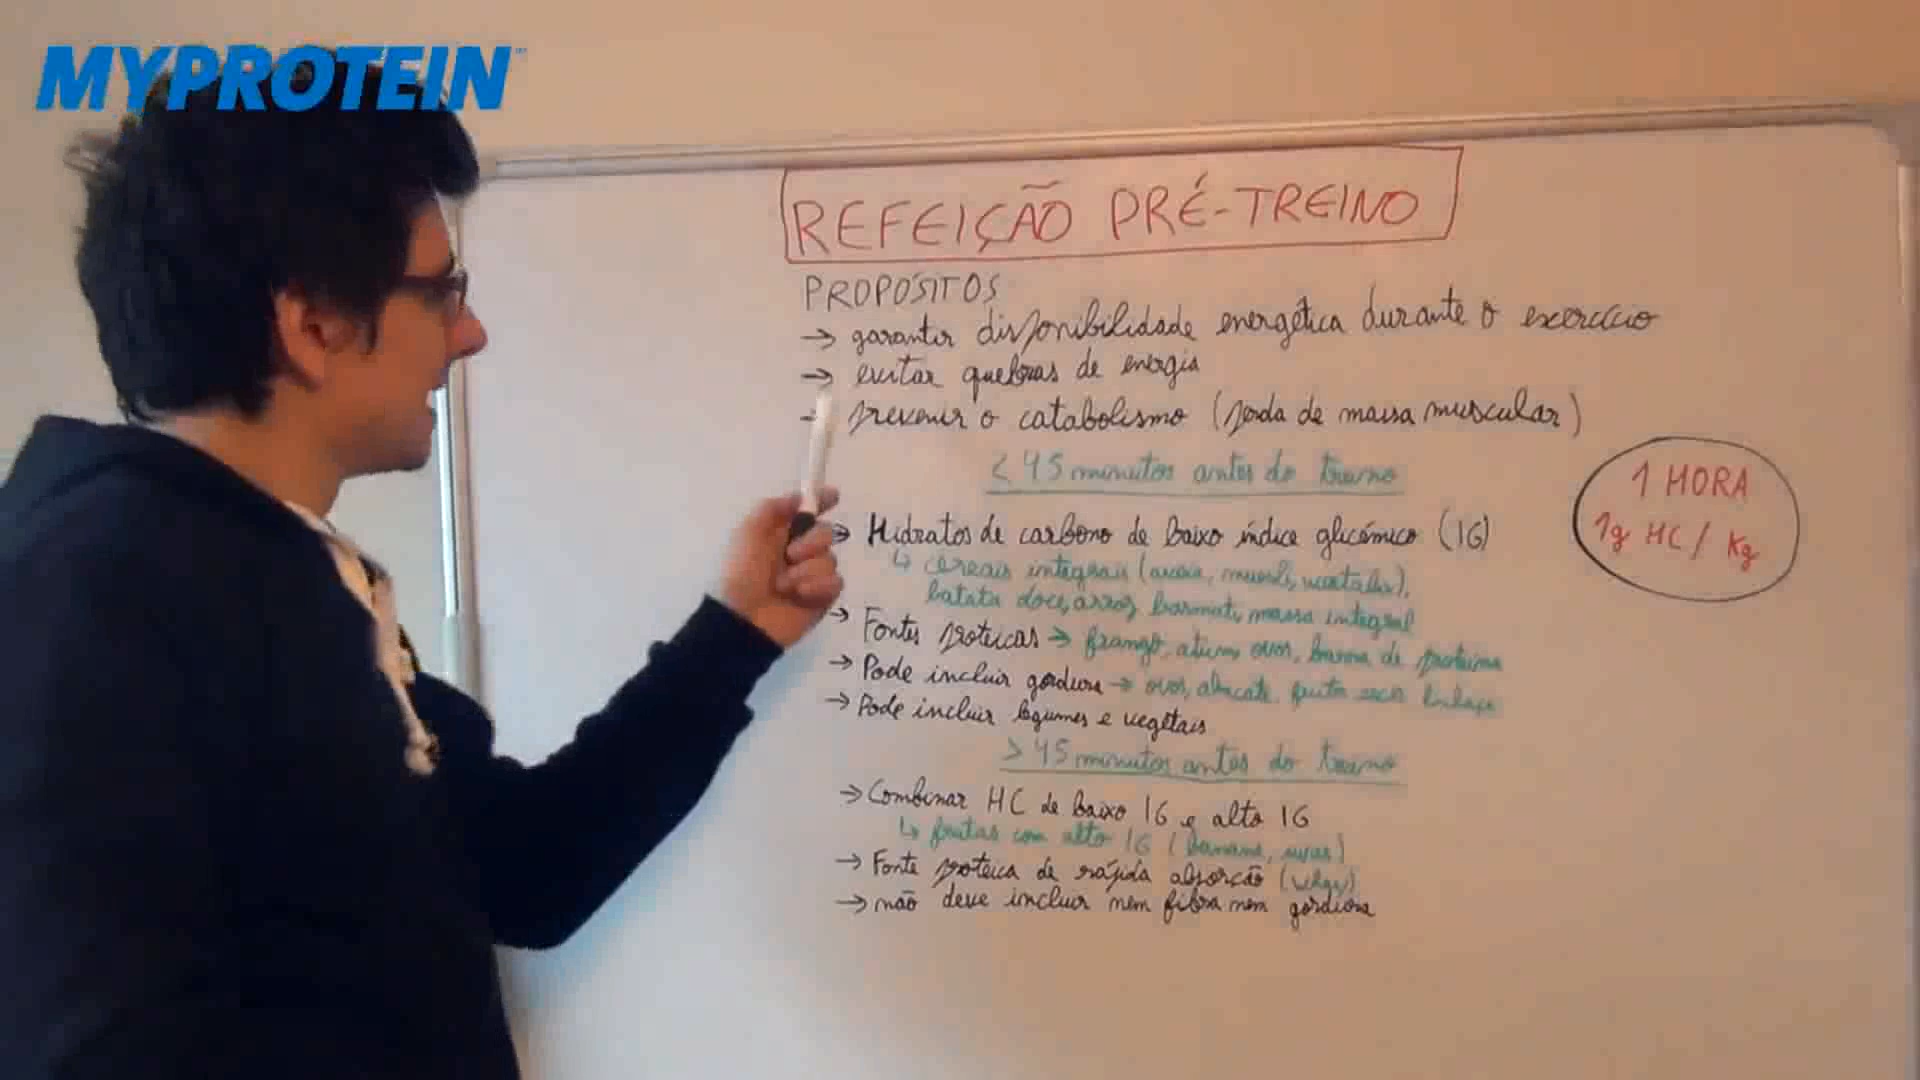 MYPROTEIN
REFEIÇÃO PRÉ-TREINO
PROPÓSITOS
→ garantir disponibilidade energética durante o exercício
→ evitar quebras de energia
→ prevenir o catabolismo (perda de massa muscular)
< 45 minutos antes do treino
→ Hidratos de carbono de baixo índice glicémico (IG)
↳ cereais integrais (aveia, muesli,
batata doce, arroz basmati, massa integral
→ Fontes proteicas → frango, atum, ovos, barra de proteína
→ Pode incluir gordura → ovos, abacate, frutos secos, linhaça
→ Pode incluir legumes e vegetais
> 45 minutos antes do treino
→ Combinar HC de baixo IG e alto IG
↳ frutas com alto IG (banana, uvas)
→ Fonte proteica de rápida absorção (whey)
→ não deve incluir nem fibra nem gordura
1 HORA
1g HC / Kg